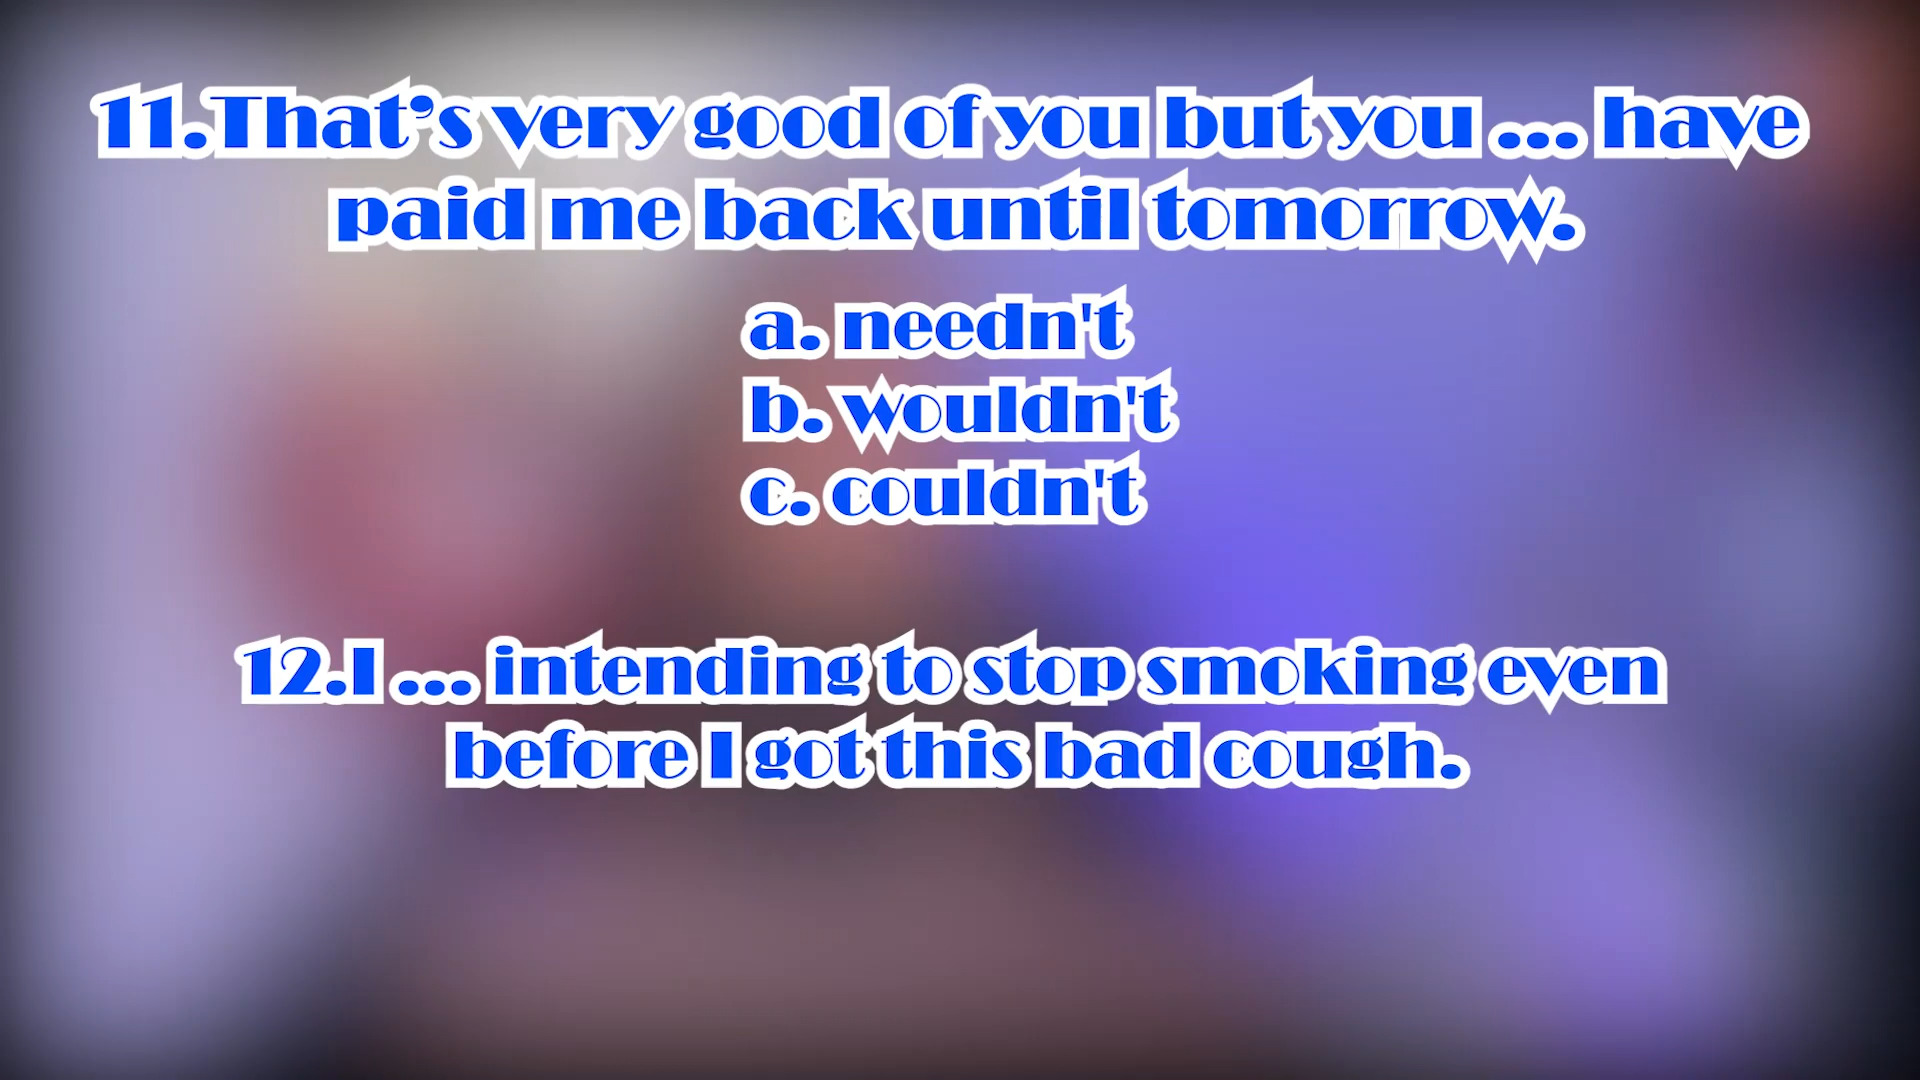 11.That’s very good of you but you ... have
paid me back until tomorrow.
a. needn't
b. wouldn't
c. couldn't
12.I ... intending to stop smoking even
before I got this bad cough.